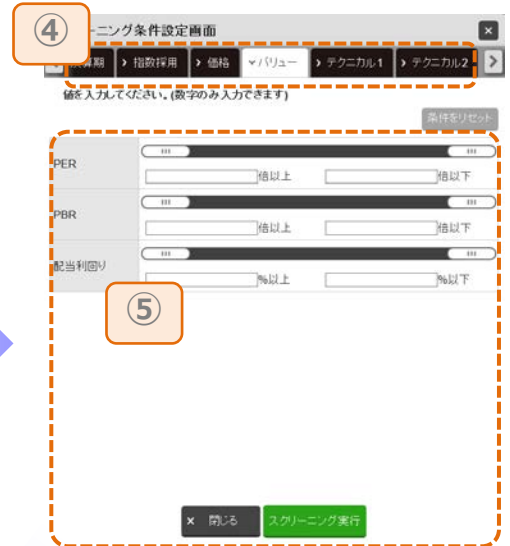 ④
ーニング条件設定画面 ×
算期 > 指数採用 > 価格 バリュー > テクニカル1 > テクニカル2 >
値を入力してください。(数字のみ入力できます)
条件をリセット
PER
倍以上 倍以下
PBR
倍以上 倍以下
配当利回り
%以上 %以下
⑤
× 閉じる スクリーニング実行